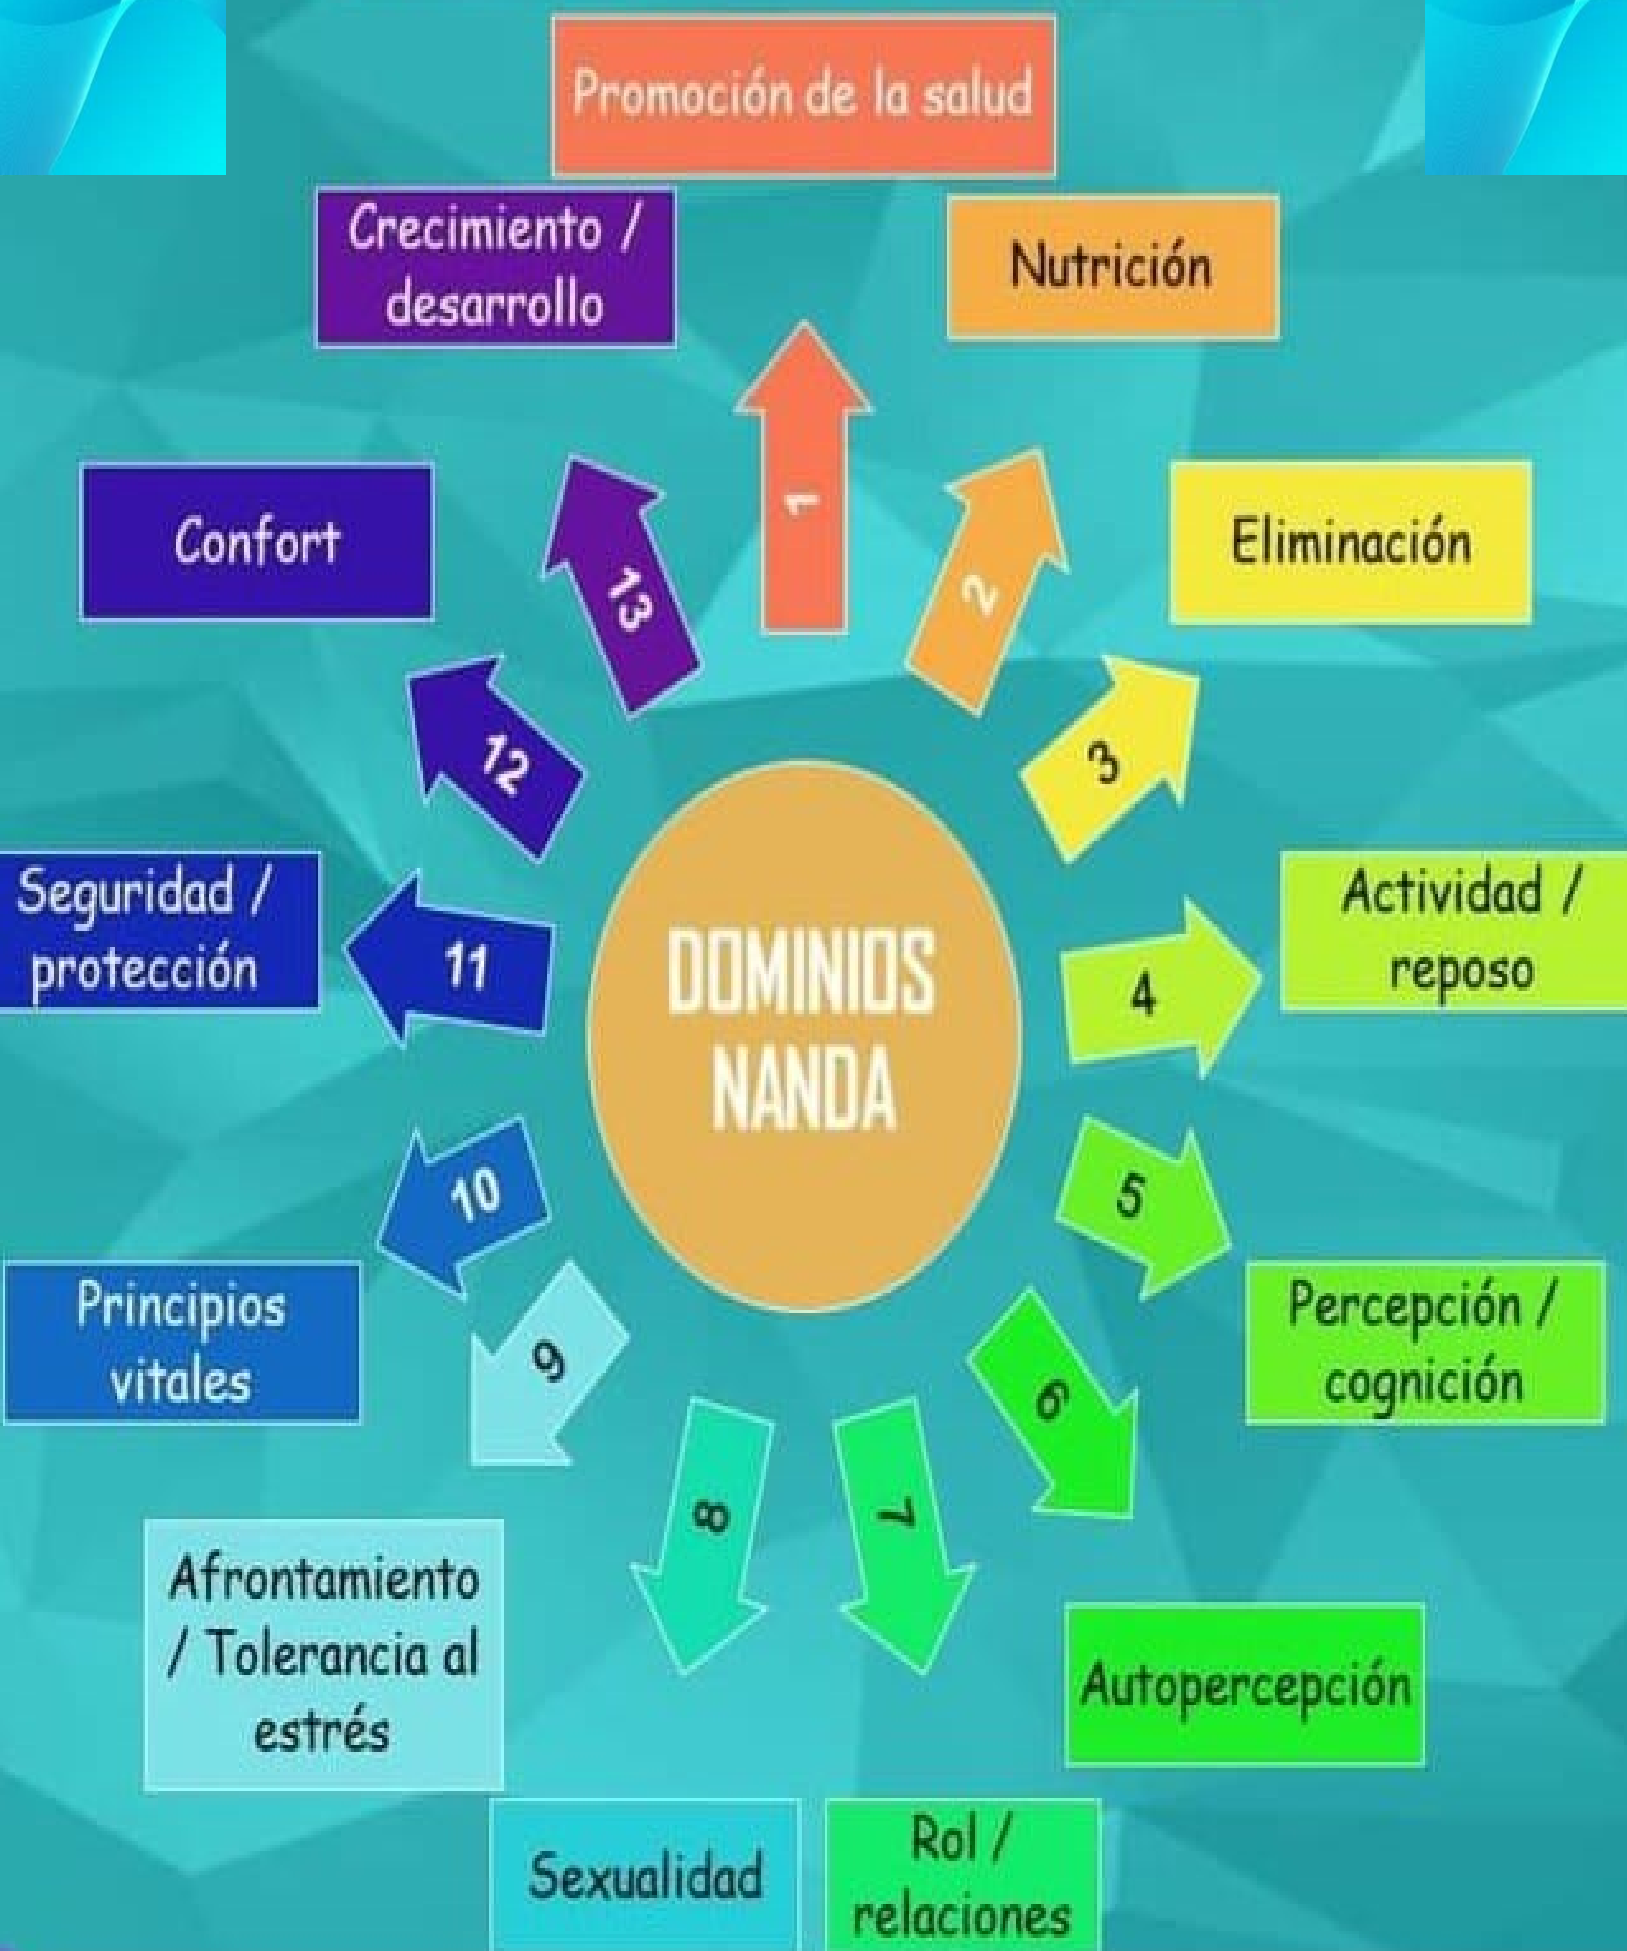 Promoción de la salud
Crecimiento /
desarrollo
Nutrición
1
Confort
13
2
Eliminación
12
3
Seguridad /
protección
11
DOMINIOS
NANDA
4
Actividad /
reposo
10
5
Principios
vitales
9
6
Percepción /
cognición
8
7
Afrontamiento
/ Tolerancia al
estrés
Autopercepción
Sexualidad
Rol /
relaciones